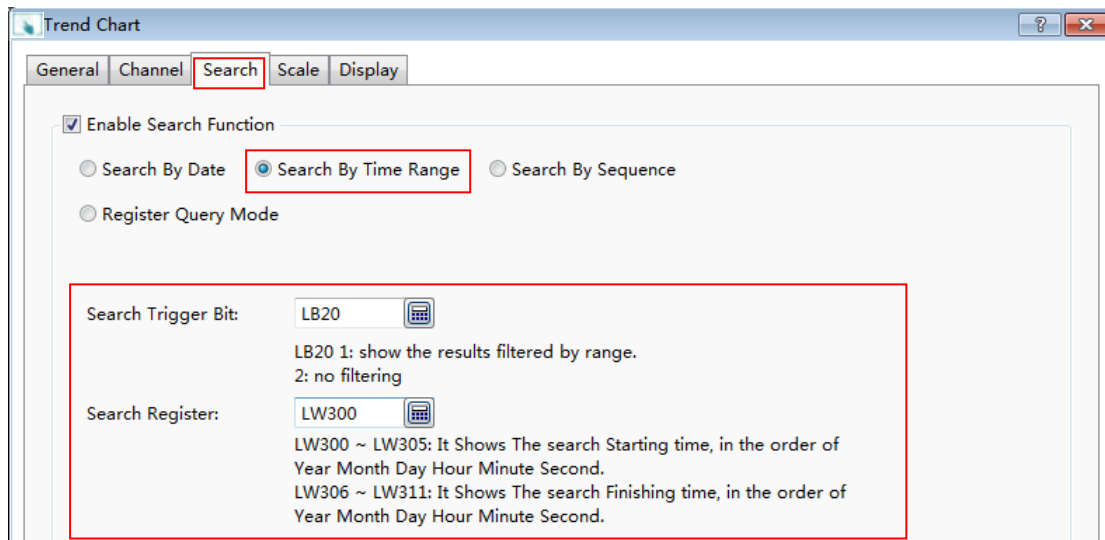 Trend Chart
General Channel Search Scale Display
Enable Search Function
Search By Date Search By Time Range Search By Sequence
Register Query Mode
Search Trigger Bit: LB20
LB20 1: show the results filtered by range.
2: no filtering
Search Register: LW300
LW300 ~ LW305: It Shows The search Starting time, in the order of
Year Month Day Hour Minute Second.
LW306 ~ LW311: It Shows The search Finishing time, in the order of
Year Month Day Hour Minute Second.